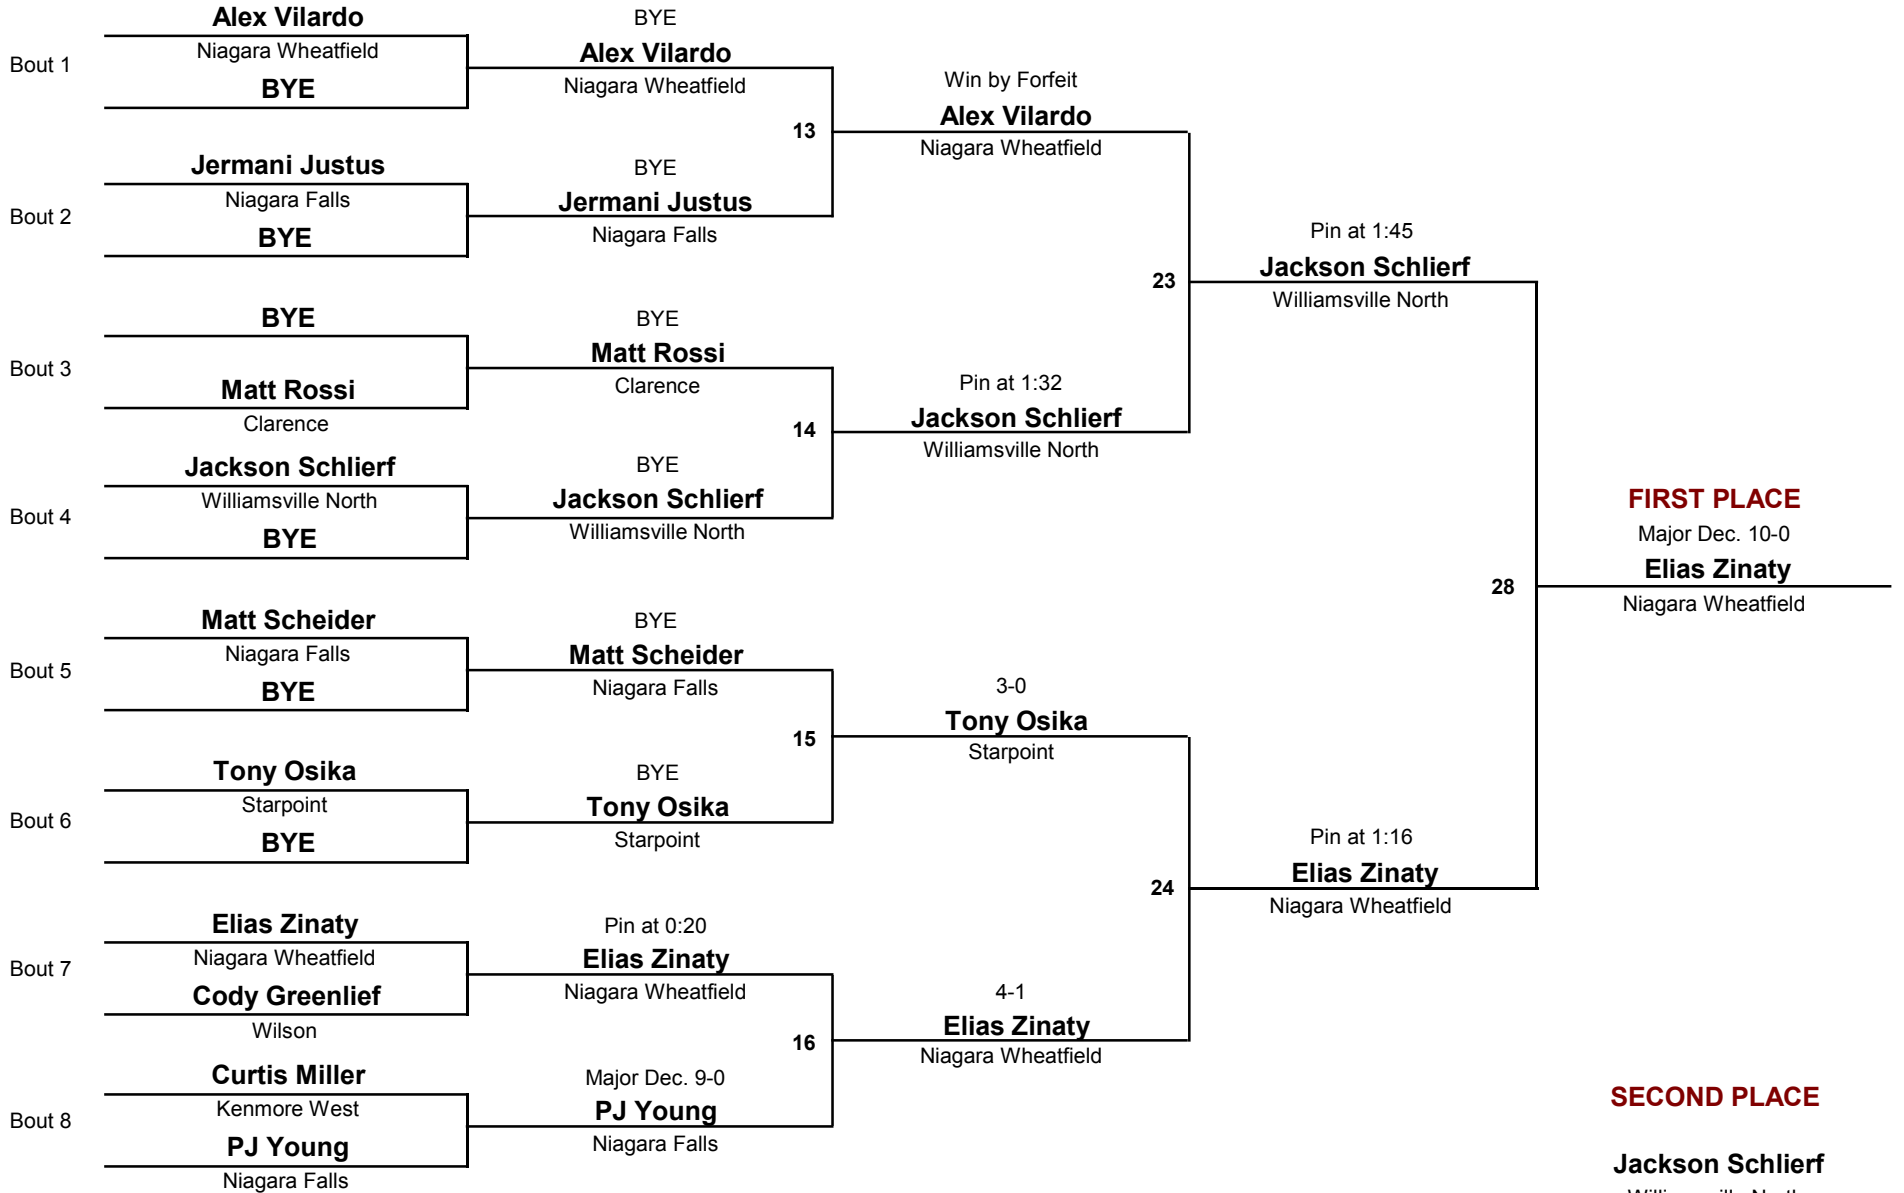 Alex Vilardo
Bout 1
Niagara Wheatfield
BYE
Jermani Justus
Bout 2
Niagara Falls
BYE
BYE
Bout 3
Matt Rossi
Clarence
Jackson Schlierf
Bout 4
Williamsville North
BYE
Matt Scheider
Bout 5
Niagara Falls
BYE
Tony Osika
Bout 6
Starpoint
BYE
Elias Zinaty
Bout 7
Niagara Wheatfield
Cody Greenlief
Wilson
Curtis Miller
Bout 8
Kenmore West
PJ Young
Niagara Falls
BYE
Alex Vilardo
Niagara Wheatfield
13
BYE
Jermani Justus
Niagara Falls
BYE
Matt Rossi
Clarence
14
BYE
Jackson Schlierf
Williamsville North
BYE
Matt Scheider
Niagara Falls
15
BYE
Tony Osika
Starpoint
Pin at 0:20
Elias Zinaty
Niagara Wheatfield
16
Major Dec. 9-0
PJ Young
Niagara Falls
Win by Forfeit
Alex Vilardo
Niagara Wheatfield
23
Pin at 1:32
Jackson Schlierf
Williamsville North
3-0
Tony Osika
Starpoint
24
4-1
Elias Zinaty
Niagara Wheatfield
Pin at 1:45
Jackson Schlierf
Williamsville North
28
Pin at 1:16
Elias Zinaty
Niagara Wheatfield
FIRST PLACE
Major Dec. 10-0
Elias Zinaty
Niagara Wheatfield
SECOND PLACE
Jackson Schlierf
Williamsville North